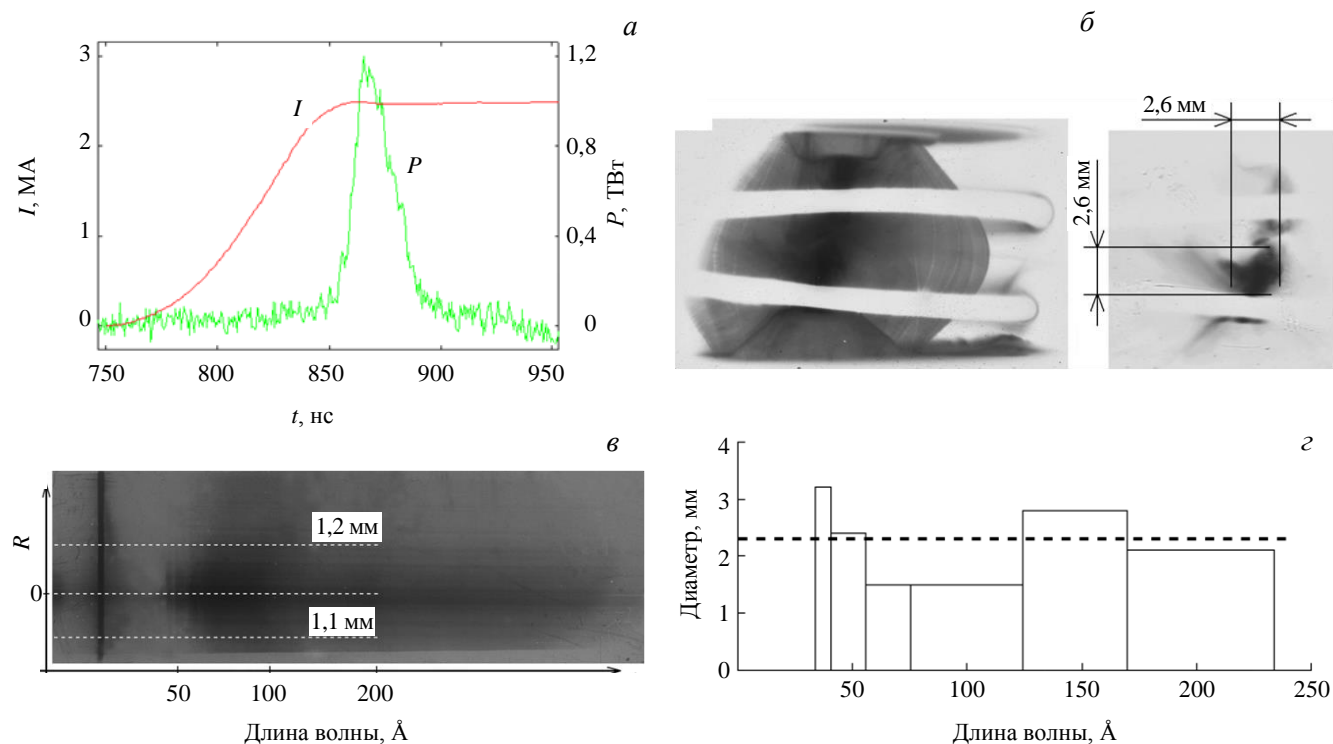 а
3
2
1
0
I, МА
I
P
1,2
0,8
0,4
0
P, ТВт
750
800
850
900
950
t, нс
б
2,6 мм
2,6 мм
в
R
0
1,2 мм
1,1 мм
50
100
200
Длина волны, Å
г
4
3
2
1
0
Диаметр, мм
50
100
150
200
250
Длина волны, Å